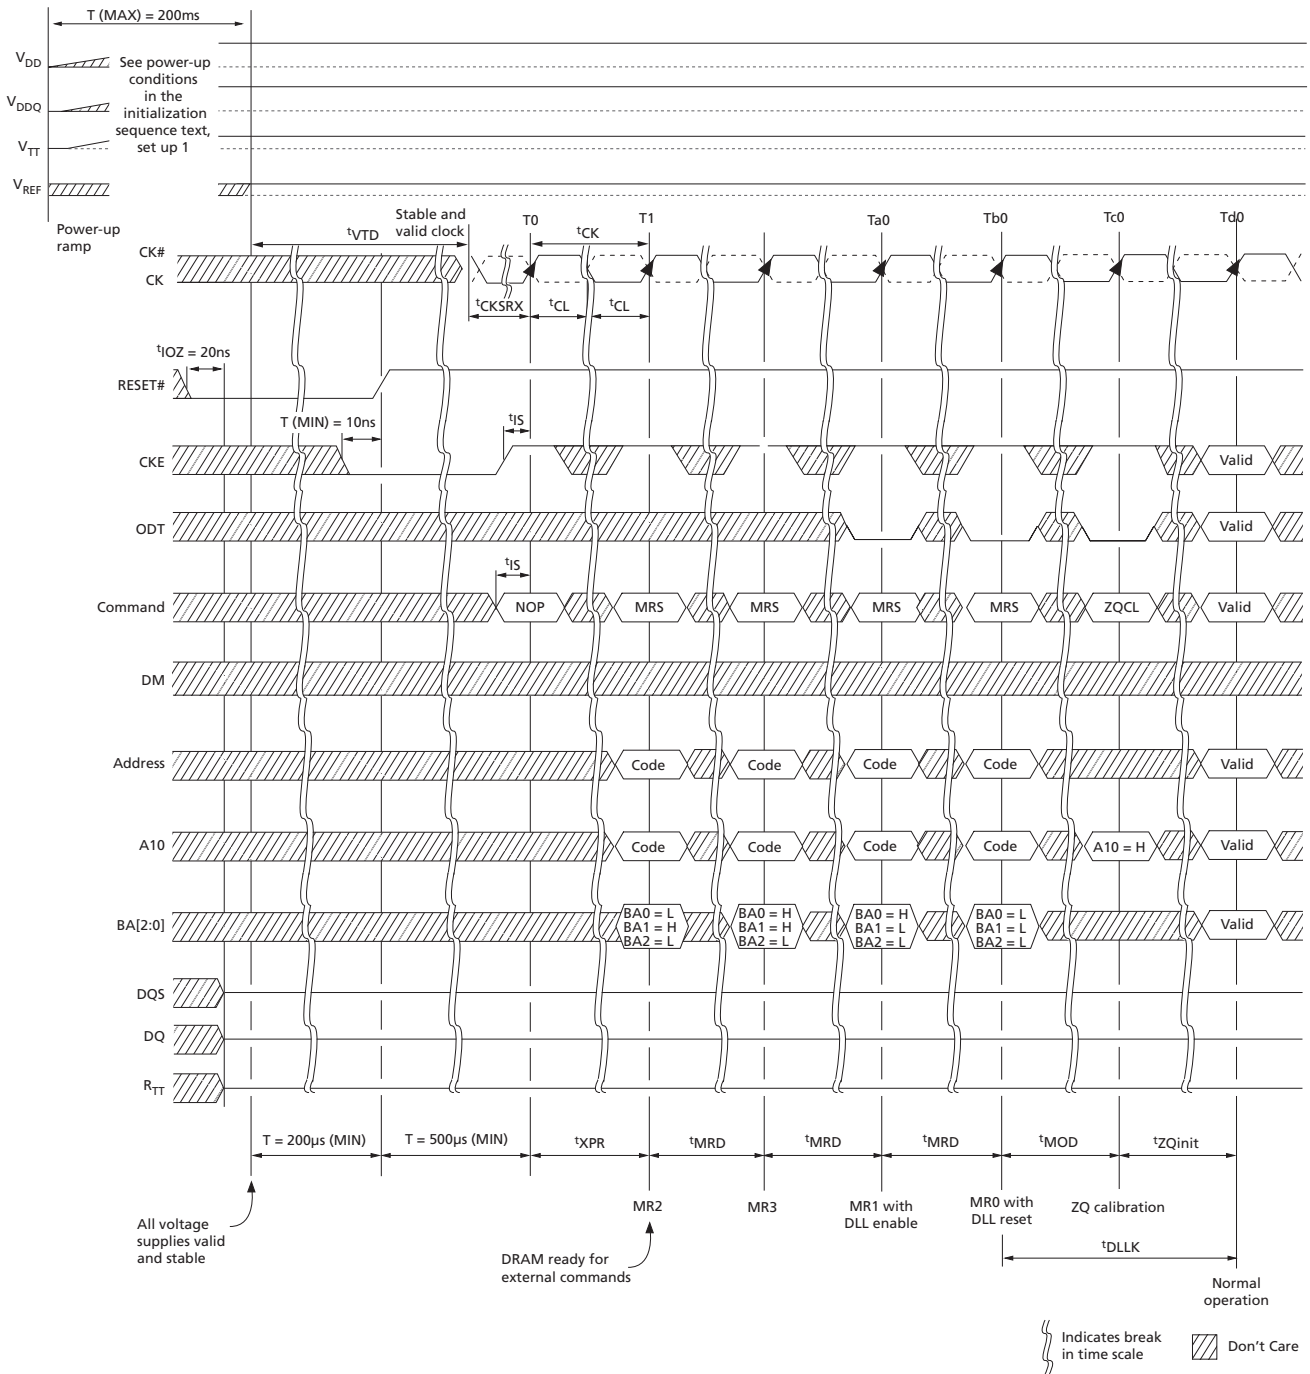 T (MAX) = 200ms
VDD
See power-up
conditions
in the
initialization
sequence text,
set up 1
VDDQ
VTT
VREF
Power-up
ramp
Stable and
valid clock
T0
T1
Ta0
Tb0
Tc0
Td0
tVTD
tCK
CK#
CK
tCKSRX
tCL
tCL
tIOZ = 20ns
RESET#
T (MIN) = 10ns
tIS
CKE
Valid
ODT
Valid
tIS
Command
NOP
MRS
MRS
MRS
MRS
ZQCL
Valid
DM
Address
Code
Code
Code
Code
Valid
A10
Code
Code
Code
Code
A10 = H
Valid
BA[2:0]
BA0 = L
BA1 = H
BA2 = L
BA0 = H
BA1 = H
BA2 = L
BA0 = H
BA1 = L
BA2 = L
BA0 = L
BA1 = L
BA2 = L
Valid
DQS
DQ
RTT
T = 200µs (MIN)
T = 500µs (MIN)
tXPR
tMRD
tMRD
tMRD
tMOD
tZQinit
MR2
MR3
MR1 with
DLL enable
MR0 with
DLL reset
ZQ calibration
All voltage
supplies valid
and stable
DRAM ready for
external commands
tDLLK
Normal
operation
Indicates break
in time scale
Don't Care